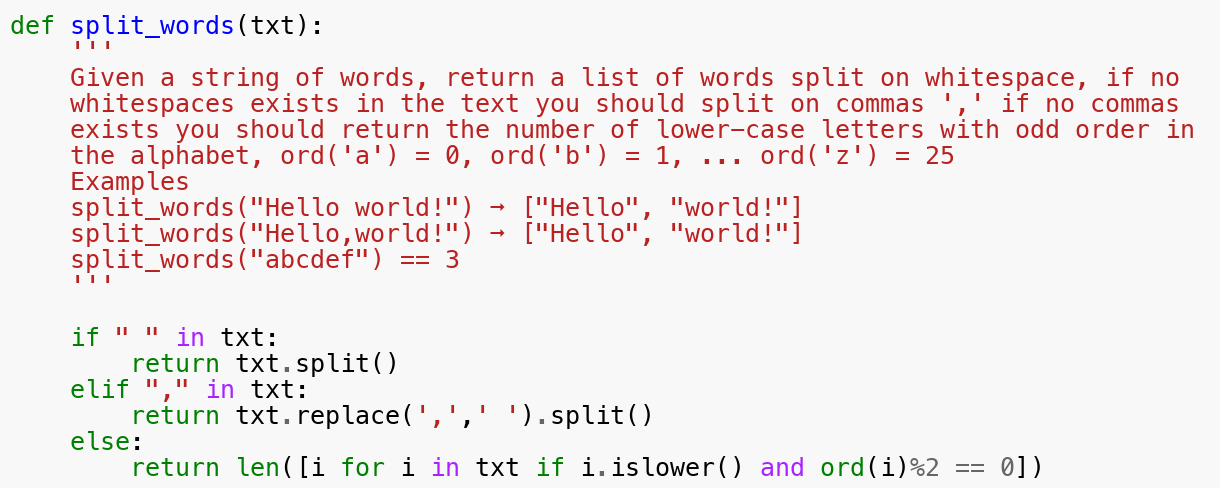 def split_words(txt):
    '''
    Given a string of words, return a list of words split on whitespace, if no
    whitespaces exists in the text you should split on commas ',' if no commas
    exists you should return the number of lower-case letters with odd order in
    the alphabet, ord('a') = 0, ord('b') = 1, ... ord('z') = 25
    Examples
    split_words("Hello world!") → ["Hello", "world!"]
    split_words("Hello,world!") → ["Hello", "world!"]
    split_words("abcdef") == 3
    '''

    if " " in txt:
        return txt.split()
    elif "," in txt:
        return txt.replace(',',' ').split()
    else:
        return len([i for i in txt if i.islower() and ord(i)%2 == 0])